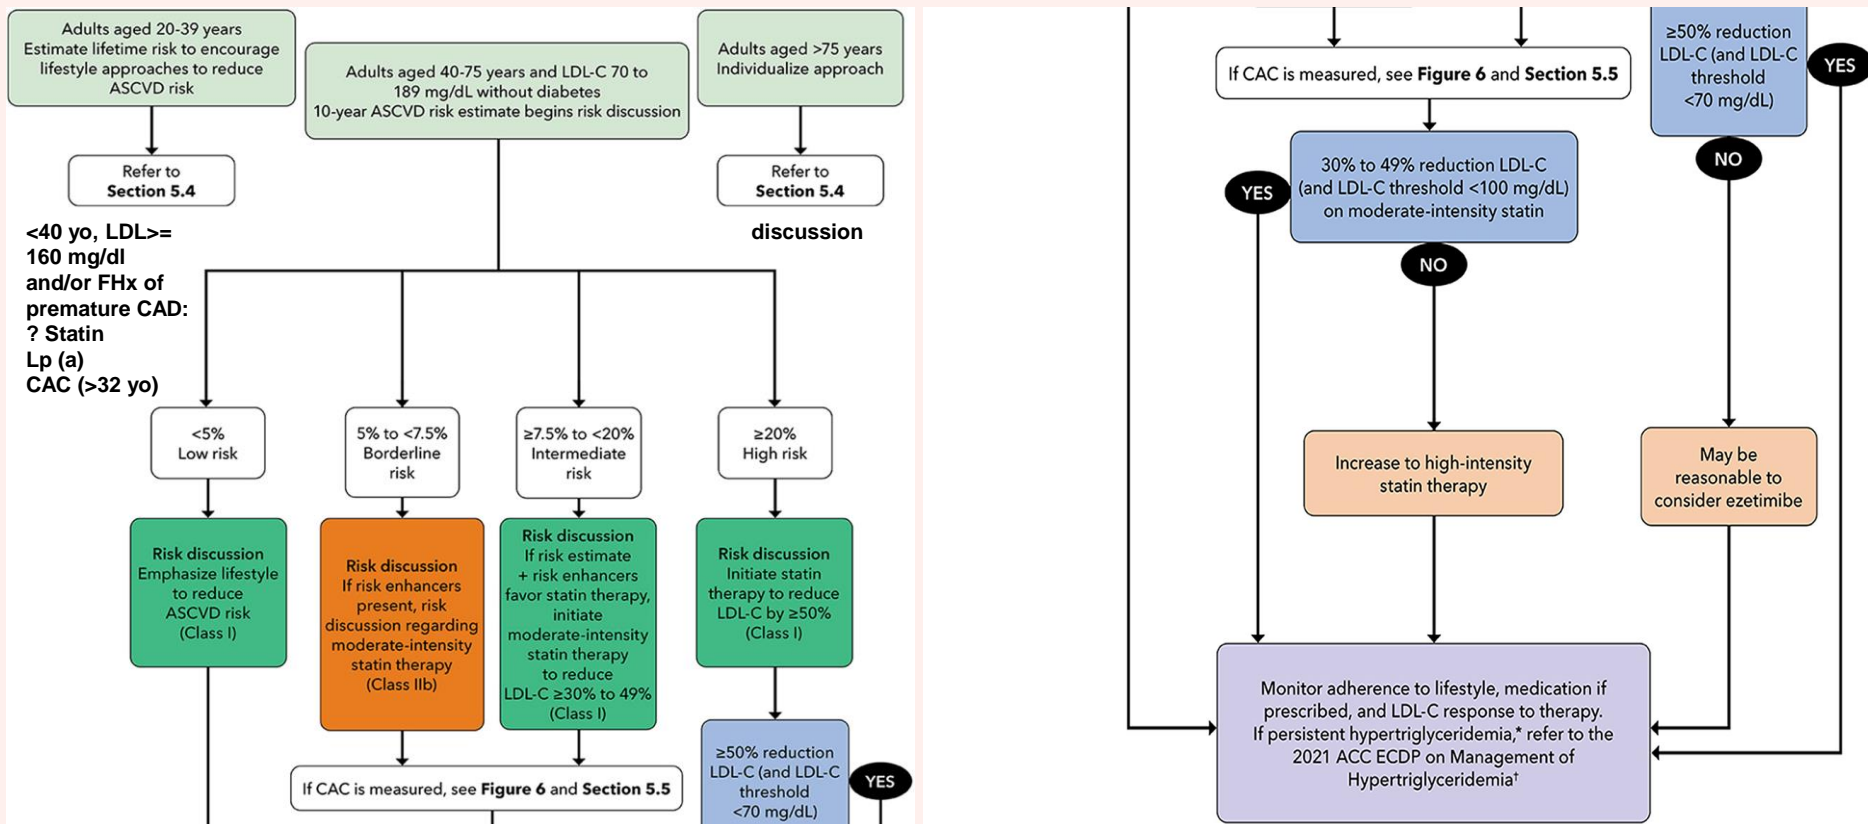 Adults aged 20-39 years
Estimate lifetime risk to encourage
lifestyle approaches to reduce
ASCVD risk
Adults aged 40-75 years and LDL-C 70 to
189 mg/dL without diabetes
10-year ASCVD risk estimate begins risk discussion
Adults aged >75 years
Individualize approach
Refer to
Section 5.4
Refer to
Section 5.4
<40 yo, LDL>=
160 mg/dl
and/or FHx of
premature CAD:
? Statin
Lp (a)
CAC (>32 yo)
discussion
<5%
Low risk
5% to <7.5%
Borderline
risk
≥7.5% to <20%
Intermediate
risk
≥20%
High risk
Risk discussion
Emphasize lifestyle
to reduce
ASCVD risk
(Class I)
Risk discussion
If risk enhancers
present, risk
discussion regarding
moderate-intensity
statin therapy
(Class IIb)
Risk discussion
If risk estimate
+ risk enhancers
favor statin therapy,
initiate
moderate-intensity
statin therapy
to reduce
LDL-C ≥30% to 49%
(Class I)
Risk discussion
Initiate statin
therapy to reduce
LDL-C by ≥50%
(Class I)
If CAC is measured, see Figure 6 and Section 5.5
≥50% reduction
LDL-C (and LDL-C
threshold
<70 mg/dL)
YES
If CAC is measured, see Figure 6 and Section 5.5
≥50% reduction
LDL-C (and LDL-C
threshold
<70 mg/dL)
YES
NO
30% to 49% reduction LDL-C
(and LDL-C threshold <100 mg/dL)
on moderate-intensity statin
YES
NO
Increase to high-intensity
statin therapy
May be
reasonable to
consider ezetimibe
Monitor adherence to lifestyle, medication if
prescribed, and LDL-C response to therapy.
If persistent hypertriglyceridemia,* refer to the
2021 ACC ECDP on Management of
Hypertriglyceridemia†